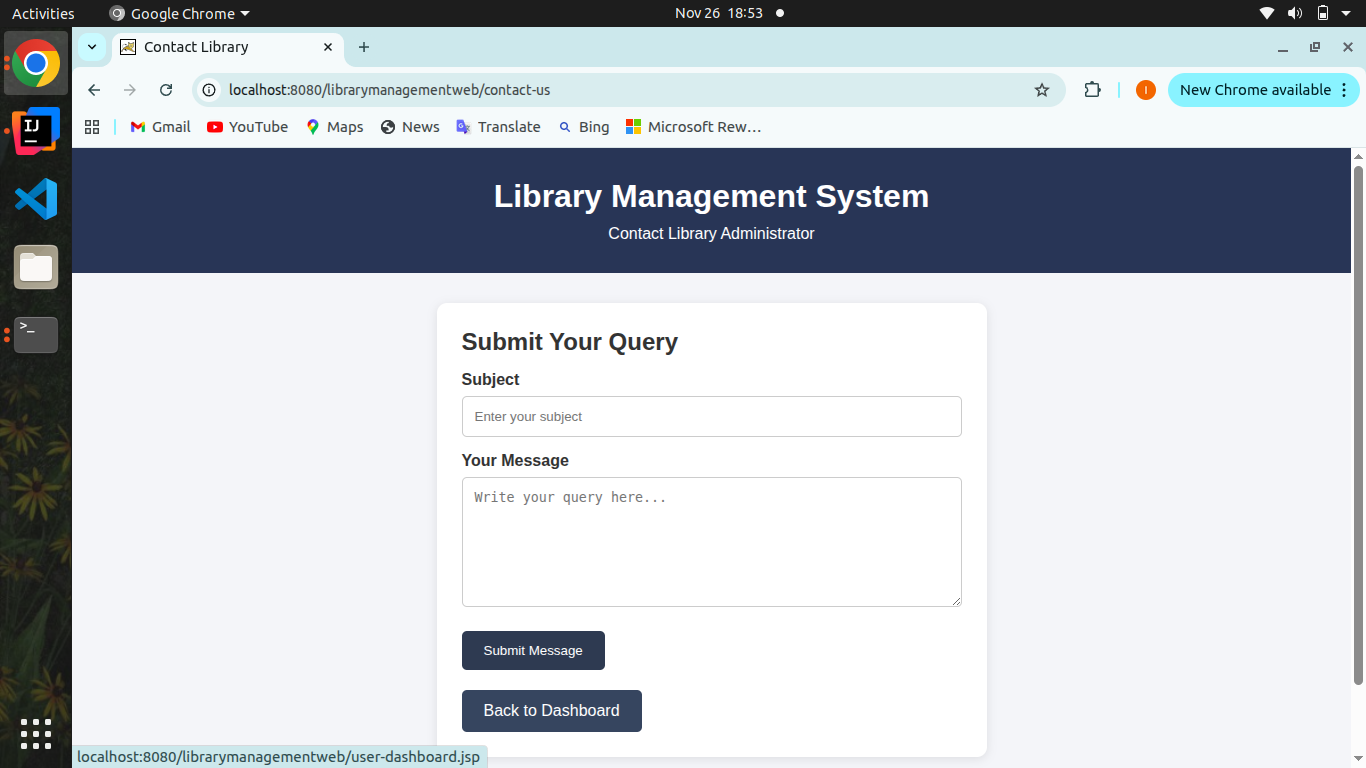 Activities Google Chrome Nov 26 18:53
Contact Library
localhost:8080/librarymanagementweb/contact-us I New Chrome available
Gmail YouTube Maps News Translate Bing Microsoft Rew…
Library Management System
Contact Library Administrator
Submit Your Query
Subject
Enter your subject
Your Message
Write your query here...
Submit Message
Back to Dashboard
localhost:8080/librarymanagementweb/user-dashboard.jsp
IJ
>_